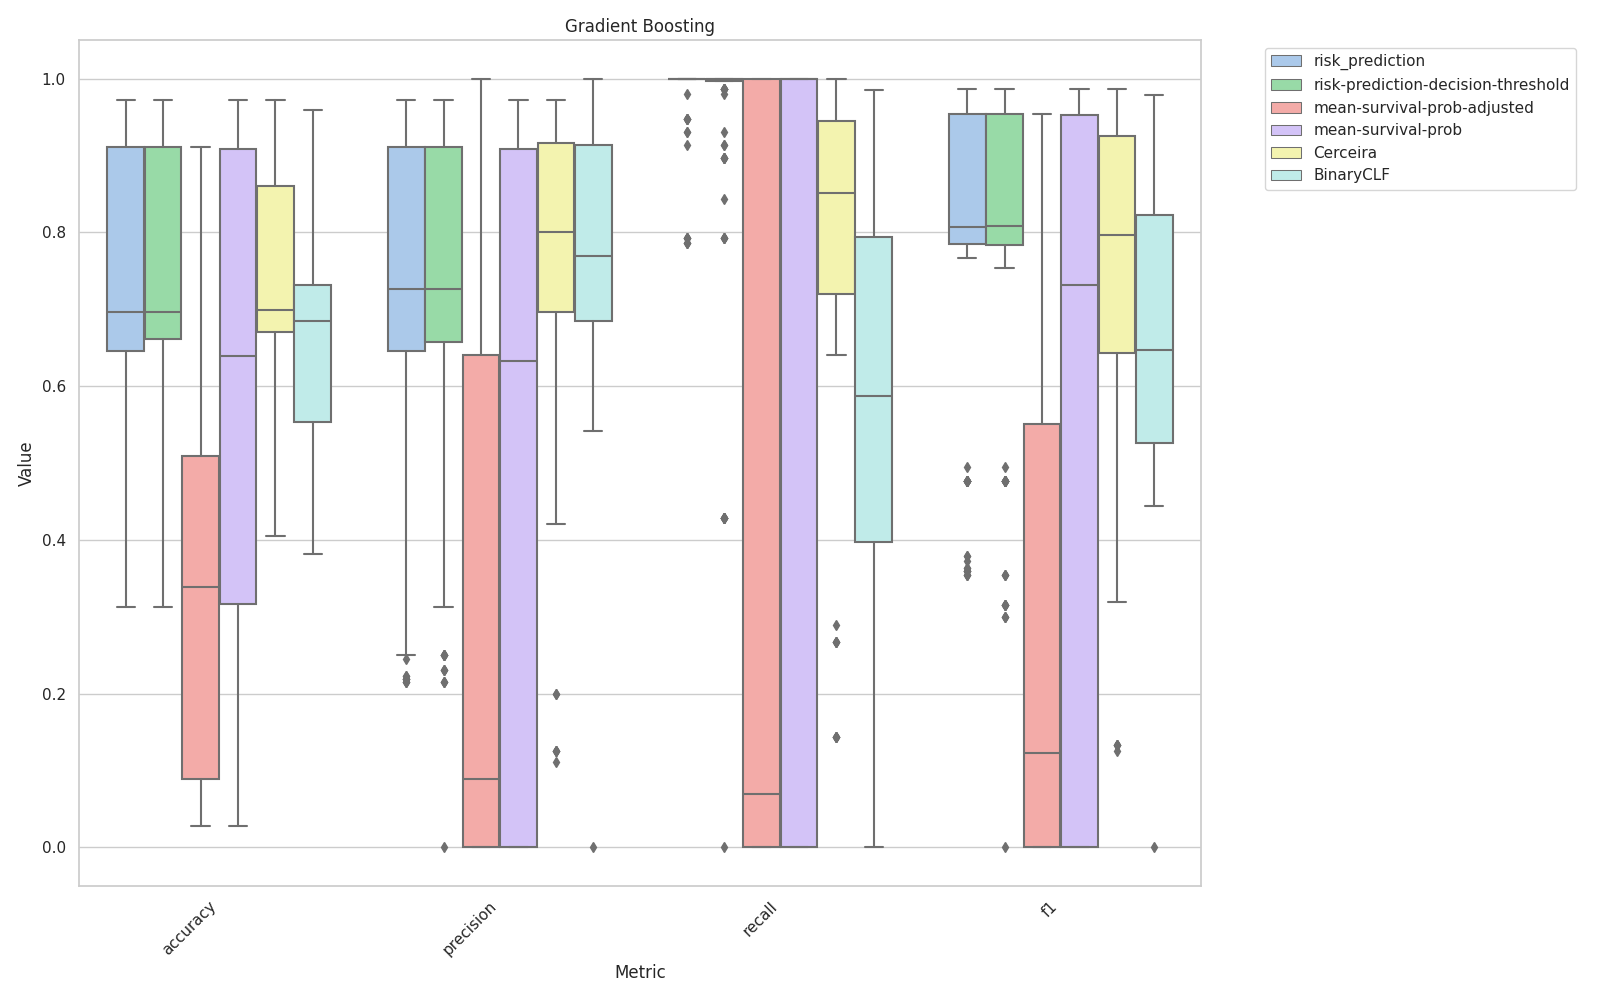 Gradient Boosting
risk_prediction
risk-prediction-decision-threshold
mean-survival-prob-adjusted
mean-survival-prob
Cerceira
BinaryCLF
Value
1.0
0.8
0.6
0.4
0.2
0.0
accuracy
precision
recall
f1
Metric